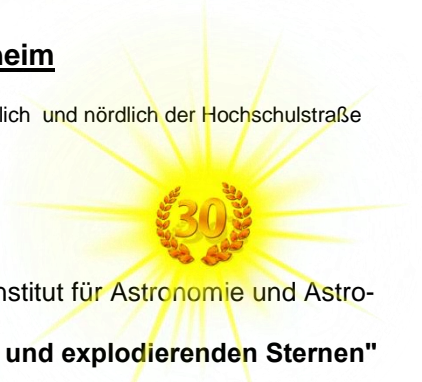 heim
lich und nördlich der Hochschulstraße
30
nstitut für Astronomie und Astro-
und explodierenden Sternen"